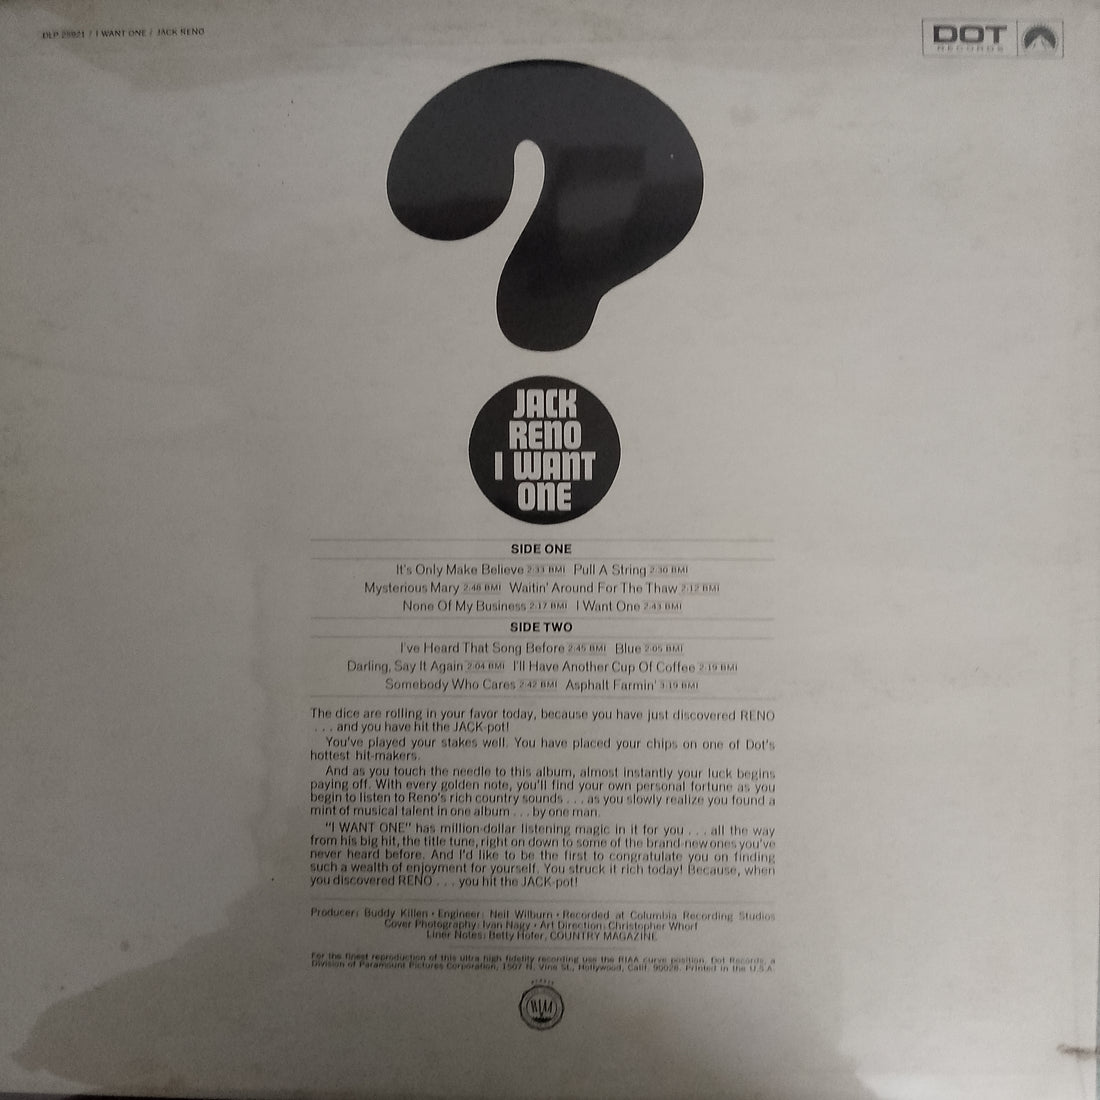 DLP 25921 / I WANT ONE / JACK RENO
DOT
RECORDS
JACK
RENO
I WANT
ONE
SIDE ONE
It's Only Make Believe 2:33 BMI Pull A String 2:30 BMI
Mysterious Mary 2:48 BMI Waitin' Around For The Thaw 2:12 BMI
None Of My Business 2:17 BMI I Want One 2:43 BMI
SIDE TWO
I've Heard That Song Before 2:45 BMI Blue 2:05 BMI
Darling, Say It Again 2:04 BMI I'll Have Another Cup Of Coffee 2:19 BMI
Somebody Who Cares 2:42 BMI Asphalt Farmin' 3:19 BMI
The dice are rolling in your favor today, because you have just discovered RENO
. . . and you have hit the JACK-pot!
You've played your stakes well. You have placed your chips on one of Dot's
hottest hit-makers.
And as you touch the needle to this album, almost instantly your luck begins
paying off. With every golden note, you'll find your own personal fortune as you
begin to listen to Reno's rich country sounds . . . as you slowly realize you found a
mint of musical talent in one album . . . by one man.
"I WANT ONE" has million-dollar listening magic in it for you . . . all the way
from his big hit, the title tune, right on down to some of the brand-new ones you've
never heard before. And I'd like to be the first to congratulate you on finding
such a wealth of enjoyment for yourself. You struck it rich today! Because, when
you discovered RENO . . . you hit the JACK-pot!
Producer: Buddy Killen • Engineer: Neil Wilburn • Recorded at Columbia Recording Studios
Cover Photography: Ivan Nagy • Art Direction: Christopher Whorf
Liner Notes: Betty Hofer, COUNTRY MAGAZINE
For the finest reproduction of this ultra high fidelity recording use the RIAA curve position. Dot Records, a
Division of Paramount Pictures Corporation, 1507 N. Vine St., Hollywood, Calif. 90028. Printed in the U.S.A.
RIAA